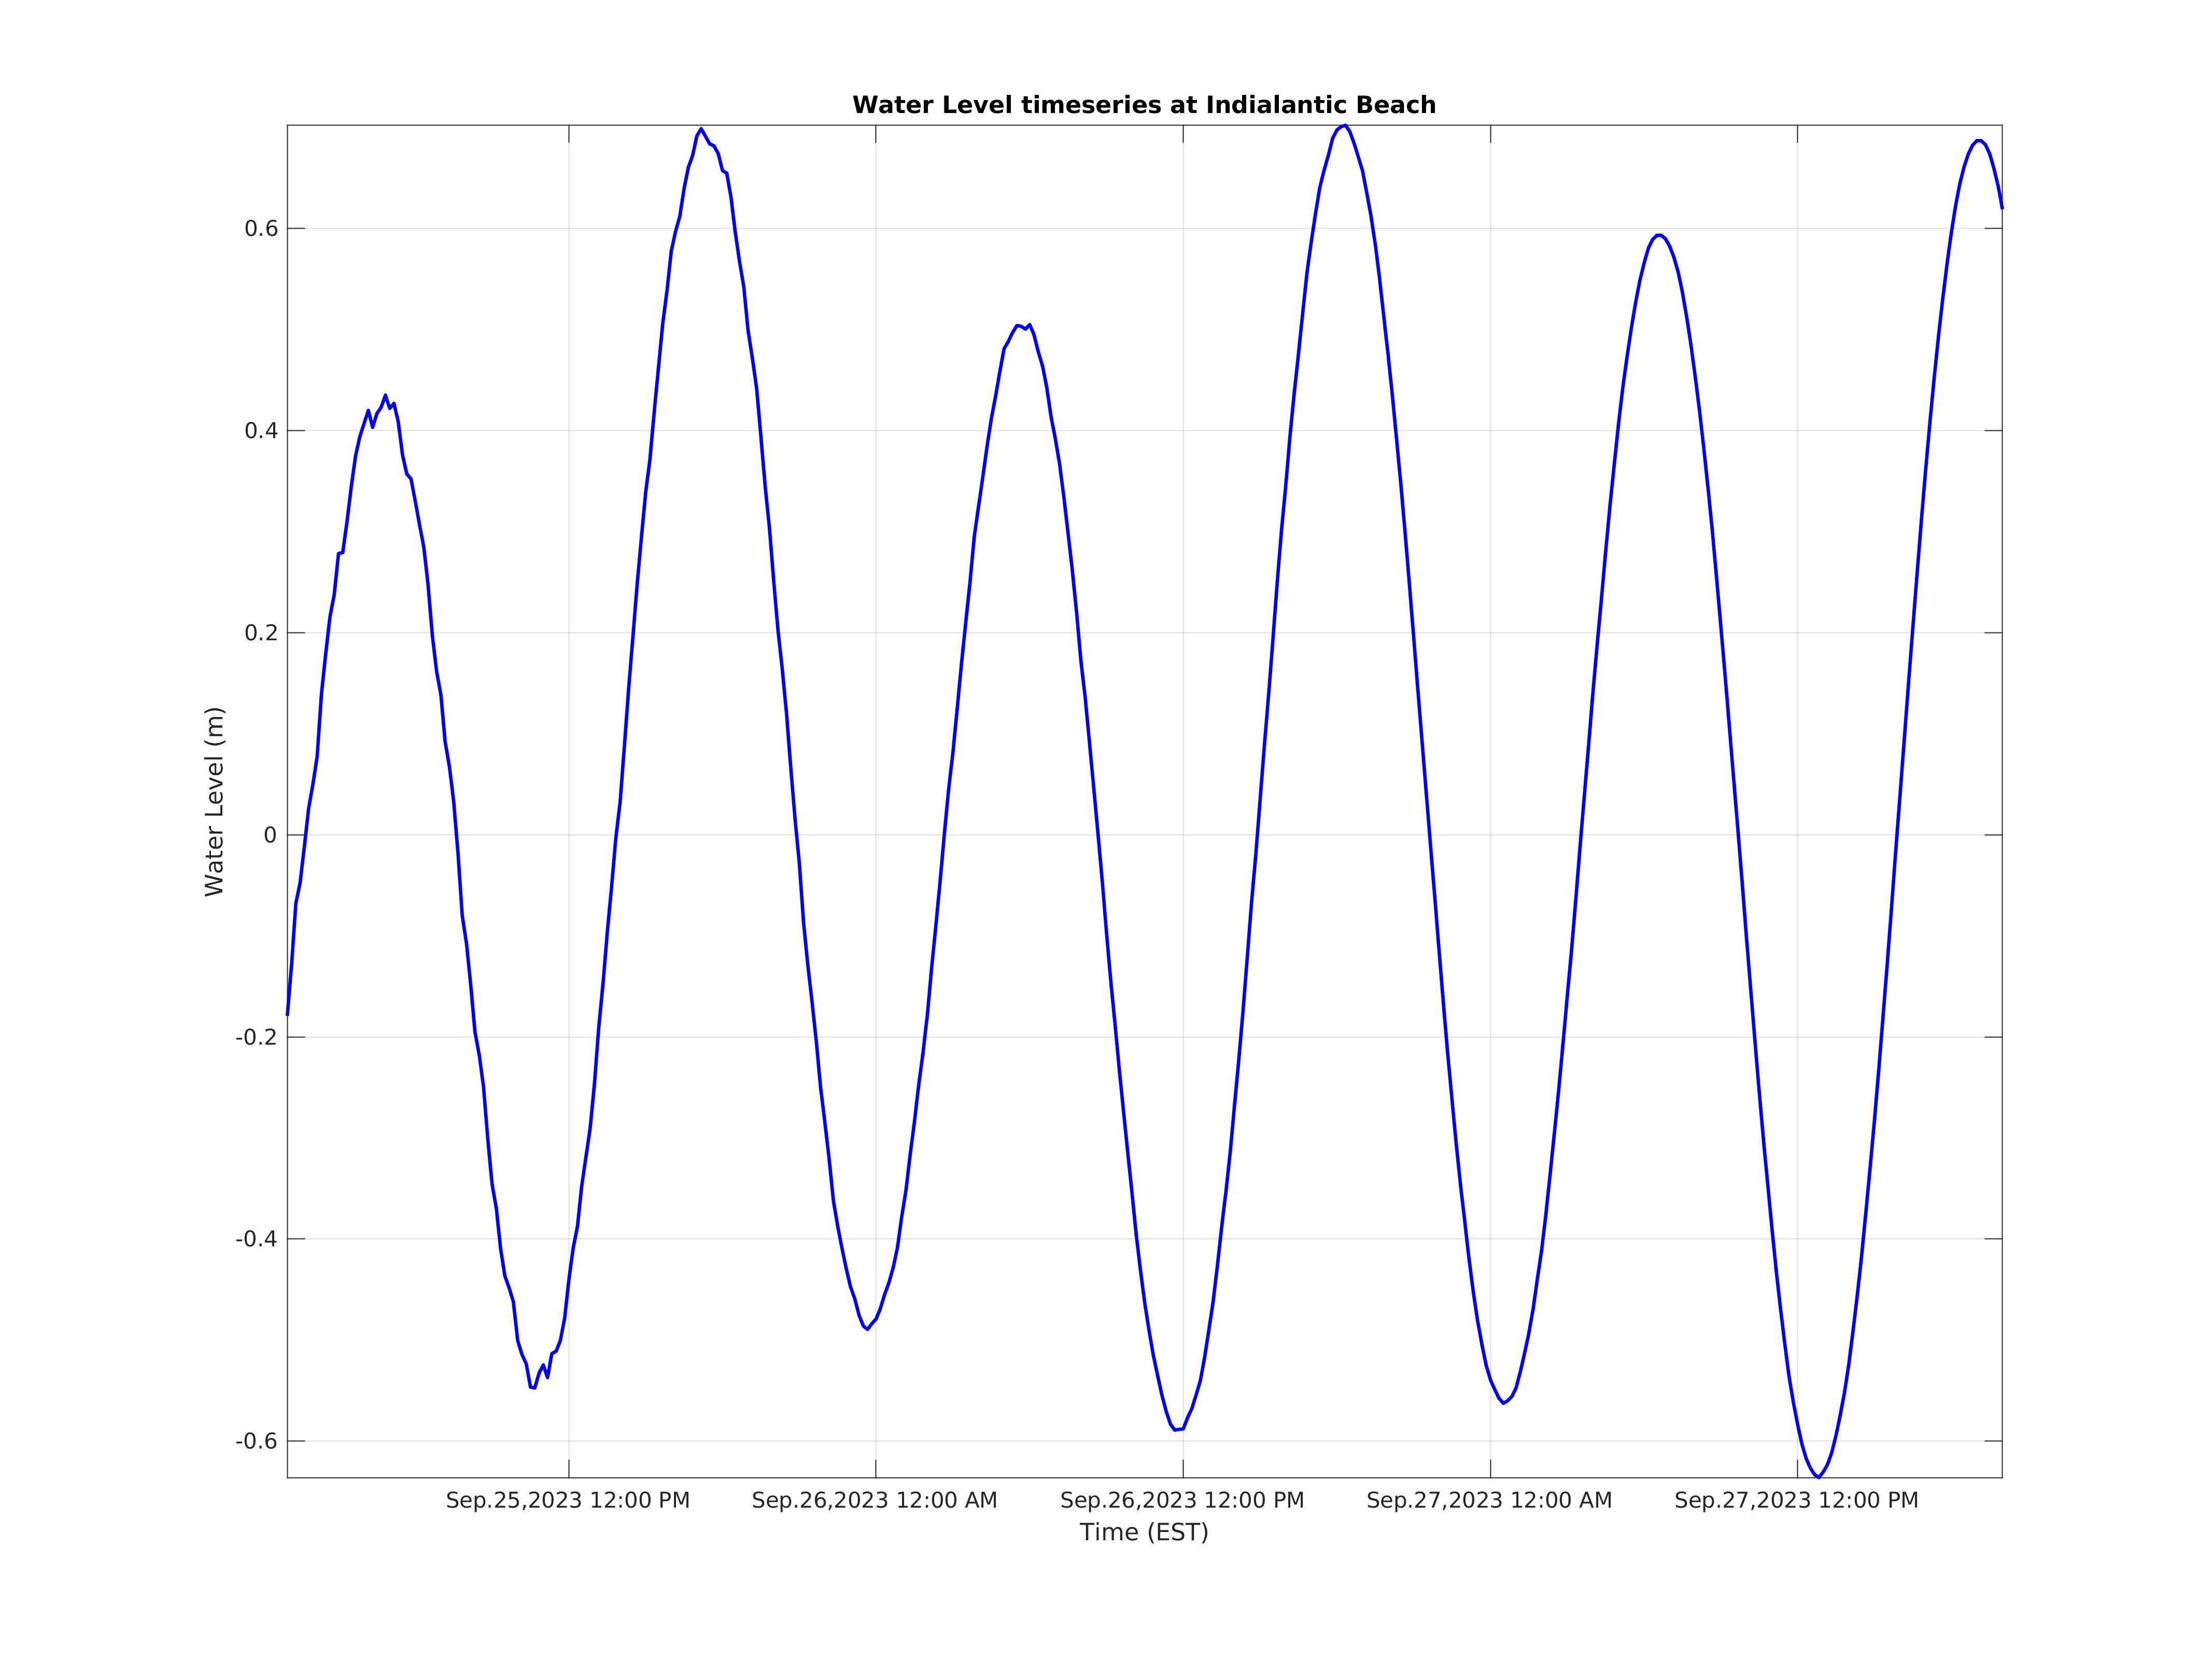 Water Level timeseries at Indialantic Beach
0.6
0.4
0.2
0
-0.2
-0.4
-0.6
Water Level (m)
Sep.25,2023 12:00 PM
Sep.26,2023 12:00 AM
Sep.26,2023 12:00 PM
Sep.27,2023 12:00 AM
Sep.27,2023 12:00 PM
Time (EST)